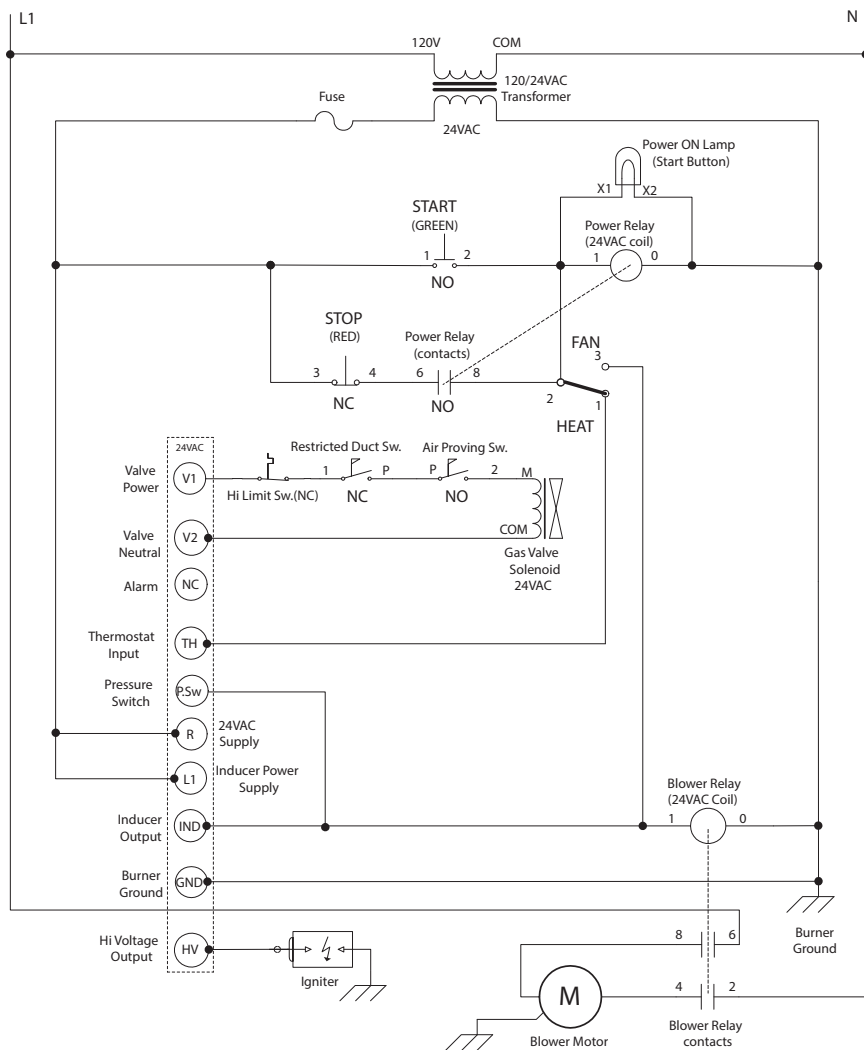 L1
N
120V
COM
120/24VAC
Transformer
Fuse
24VAC
Power ON Lamp
(Start Button)
X1
X2
START
(GREEN)
Power Relay
(24VAC coil)
1
2
1
0
NO
STOP
(RED)
Power Relay
(contacts)
FAN
3
3
4
6
8
2
1
NC
NO
HEAT
24VAC
Restricted Duct Sw.
Air Proving Sw.
Valve
Power
V1
1
P
P
2
M
Hi Limit Sw.(NC)
NC
NO
Valve
Neutral
V2
COM
Gas Valve
Solenoid
24VAC
Alarm
NC
Thermostat
Input
TH
Pressure
Switch
P.Sw
R
24VAC
Supply
L1
Inducer Power
Supply
Blower Relay
(24VAC Coil)
Inducer
Output
IND
1
0
Burner
Ground
GND
Burner
Ground
Hi Voltage
Output
HV
Igniter
8
6
4
2
M
Blower Motor
Blower Relay
contacts